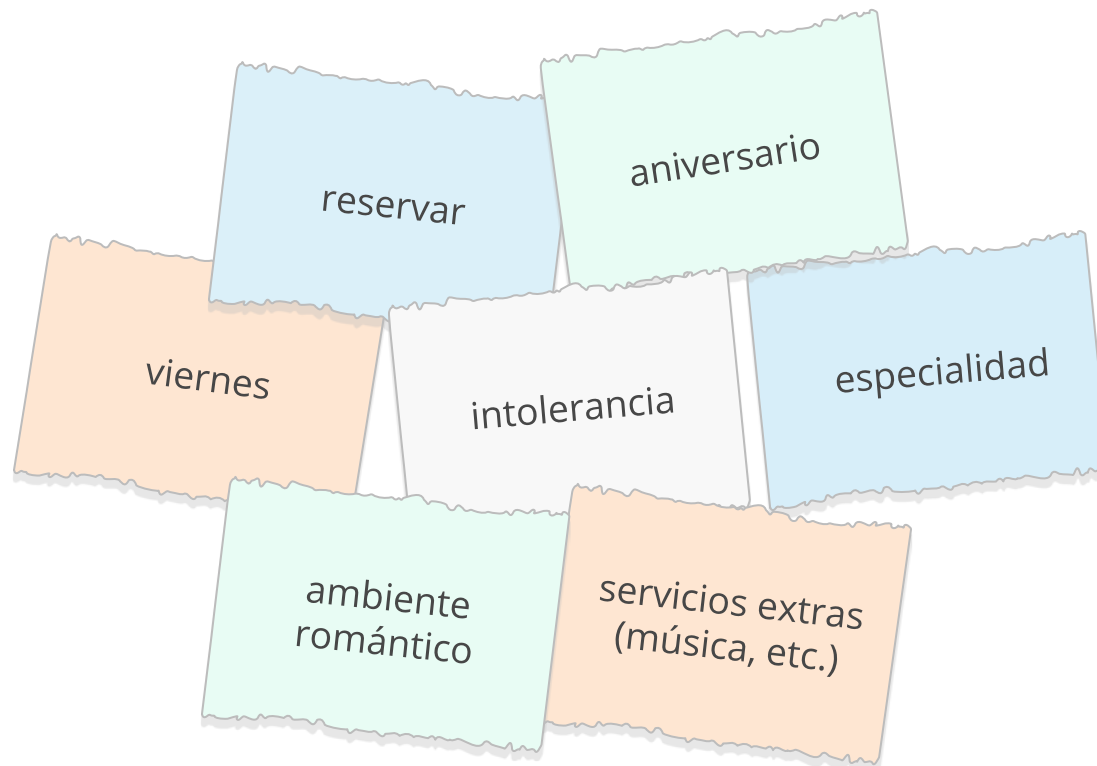 aniversario
reservar
viernes
intolerancia
especialidad
ambiente
romántico
servicios extras
(música, etc.)